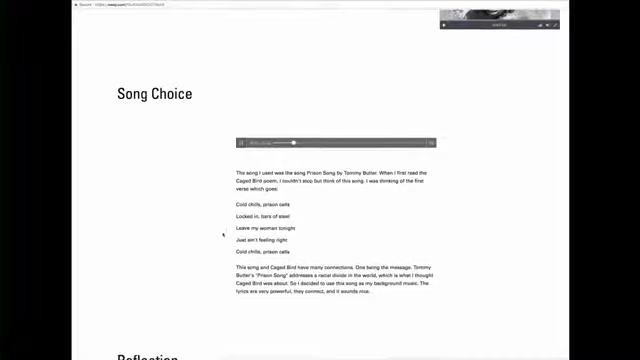 Song Choice
The song I used was the song Prison Song by Tommy Butler. When I first read the
Caged Bird poem, I couldn't stop but think of this song. I was thinking of the first
verse which goes:
Cold chills, prison cells
Locked in, bars of steel
Leave my woman tonight
Just ain't feeling right
Cold chills, prison cells
This song and Caged Bird have many connections. One being the message. Tommy
Butler's "Prison Song" addresses a racial divide in the world, which is what I thought
Caged Bird was about. So I decided to use this song as my background music. The
lyrics are very powerful, they connect, and it sounds nice.
Reflection